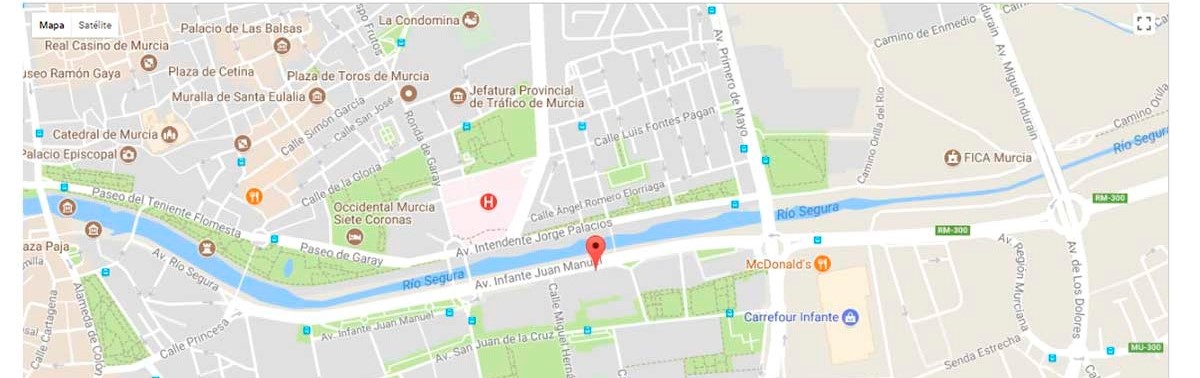 Mapa
Satélite
Palacio de Las Balsas
La Condomina
Real Casino de Murcia
Ramón Gaya
Plaza de Cetina
Plaza de Toros de Murcia
Muralla de Santa Eulalia
Jefatura Provincial
de Tráfico de Murcia
Calle Simón García
Calle San José
Ronda de Garay
Catedral de Murcia
Palacio Episcopal
Calle de la Gloria
Calle Luis Fontes Pagan
Av. Primero de Mayo
Camino de Enmedio
Av. Miguel Indurain
Camino Orilla del Río
Camino Orilla
FICA Murcia
Río Segura
H
Paseo del Teniente Flomesta
Occidental Murcia
Siete Coronas
Calle Ángel Romero Elorriaga
Av. Intendente Jorge Palacios
Paseo de Garay
Río Segura
Río Segura
RM-300
RM-300
Av. Río Segura
Av. Infante Juan Manuel
McDonald's
Av. Región Murciana
Av. de Los Dolores
Calle Cartagena
Alameda de Colón
Calle Princesa
Av. Infante Juan Manuel
Av. San Juan de la Cruz
Calle Miguel Hern
Carrefour Infante
Senda Estrecha
MU-300